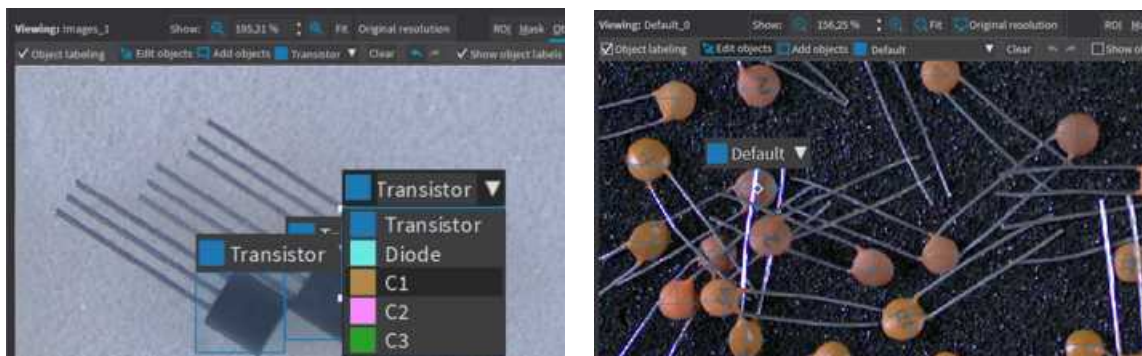 Viewing: Images_1 Show: 195,31 % Fit Original resolution ROI Mask
Object labeling Edit objects Add objects Transistor Clear Show object labels
Transistor
Transistor
Diode
C1
C2
C3
Transistor
Viewing: Default_0 Show: 156,25 % Fit Original resolution ROI
Object labeling Edit objects Add objects Default Clear Show
Default